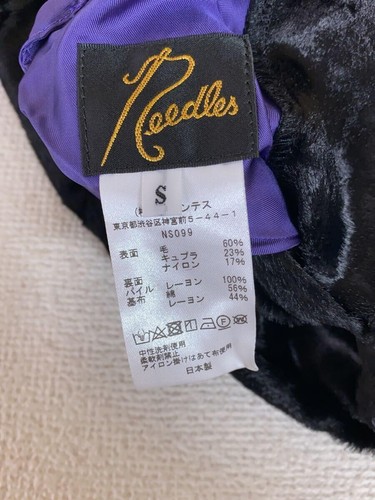 Needles
S
(　ンテス
東京都渋谷区神宮前5-44-1
NS099
表面 毛 60%
キュプラ 23%
ナイロン 17%
裏面 レーヨン 100%
パイル 綿 56%
基布 レーヨン 44%
中性洗剤使用
柔軟剤禁止
アイロン掛けはあて布使用
日本製